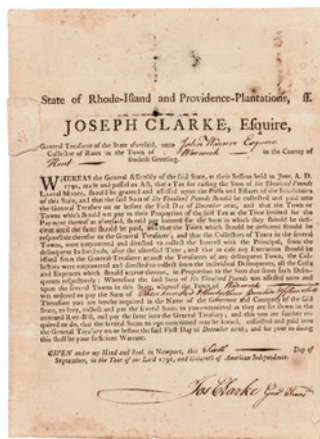 State of Rhode-Island and Providence-Plantations, ss.
JOSEPH CLARKE, Esquire,
General Treasurer of the State aforesaid, unto John Esquire
Collector of Rates in the Town of Warwick in the County of
Kent sendeth Greeting.
WHEREAS the General Assembly of the said State, at their Session held in June, A. D.
1791, made and passed an Act, that a Tax for raising the Sum of Six Thousand Pounds
Lawful Money, should be granted and assessed upon the Polls and Estates of the Inhabitants
of this State, and that the said Sum of Six Thousand Pounds should be collected and paid into
the General Treasury on or before the First Day of December next, and that the Town or
Towns which should not pay in their Proportion of the said Tax at the Time limited for the
Payment thereof as aforesaid, should pay Interest for the Sum in which they should be defi-
cient until the same should be paid, and that the Town which should be deficient should be
responsible therefor to the General Treasury; and that the Collectors of Taxes in the several
Towns, were empowered and directed to collect the Interest with the Principal, from the
delinquent Individuals, after the aforesaid Time; and that in case any Execution should be
issued from the General Treasury against the Treasurers of any delinquent Town, the Col-
lectors were empowered and directed to collect from the individual Delinquents, all the Costs
and Expences which should accrue thereon, in Proportion to the Sum due from such Delin-
quents respectively: Wherefore the said Sum of Six Thousand Pounds was assessed unto and
upon the several Towns in this State, whereof the Town of Warwick
was ordered to pay the Sum of
Therefore you are hereby required in the Name of the Governor and Company of the said
State, to levy, collect and pay the several Sums to you committed as they are set down in the
annexed Rate-Bill, and pay the same into the General Treasury; and you are further re-
quired to do, that the several Sums to you committed may be levied, collected and paid into
the General Treasury on or before the said First Day of December next; and for your so doing
this shall be your sufficient Warrant.
GIVEN under my Hand and Seal, in Newport, this Day of
September, in the Year of our Lord 1791, and Sixteenth of American Independence.
Jos Clarke Genl Treasr